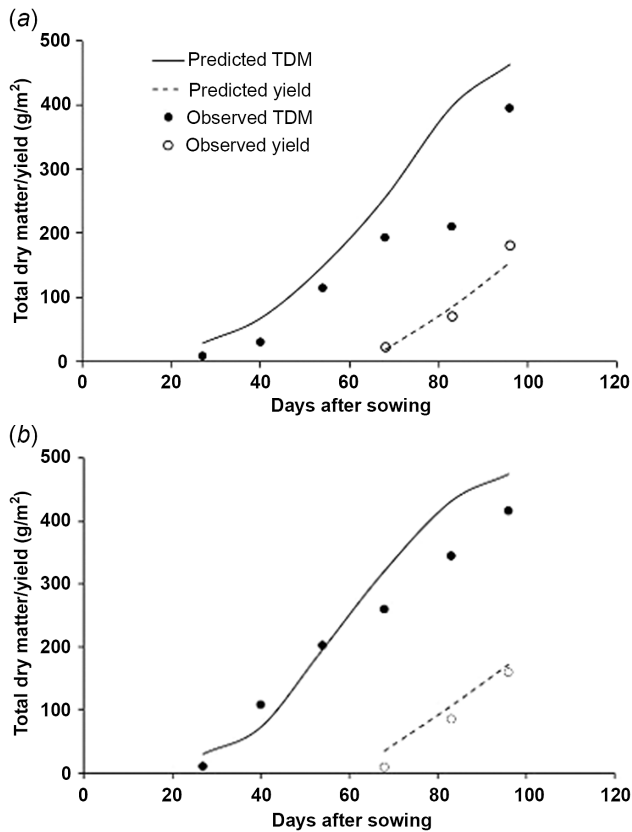 (a)
500
400
300
200
100
0
Total dry matter/yield (g/m²)
Predicted TDM
Predicted yield
Observed TDM
Observed yield
0 20 40 60 80 100 120
Days after sowing
(b)
500
400
300
200
100
0
Total dry matter/yield (g/m²)
0 20 40 60 80 100 120
Days after sowing